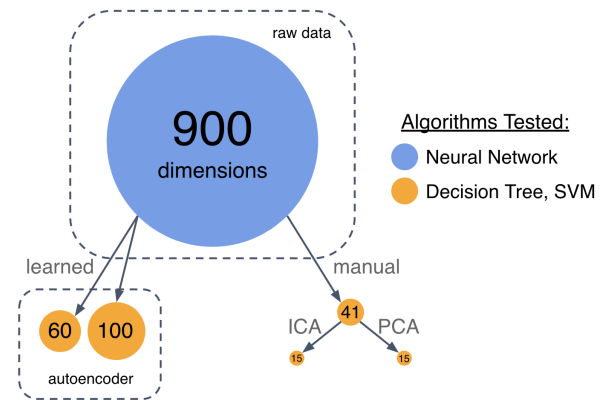 raw data
900
dimensions
Algorithms Tested:
Neural Network
Decision Tree, SVM
learned
manual
60
100
autoencoder
41
ICA
PCA
15
15